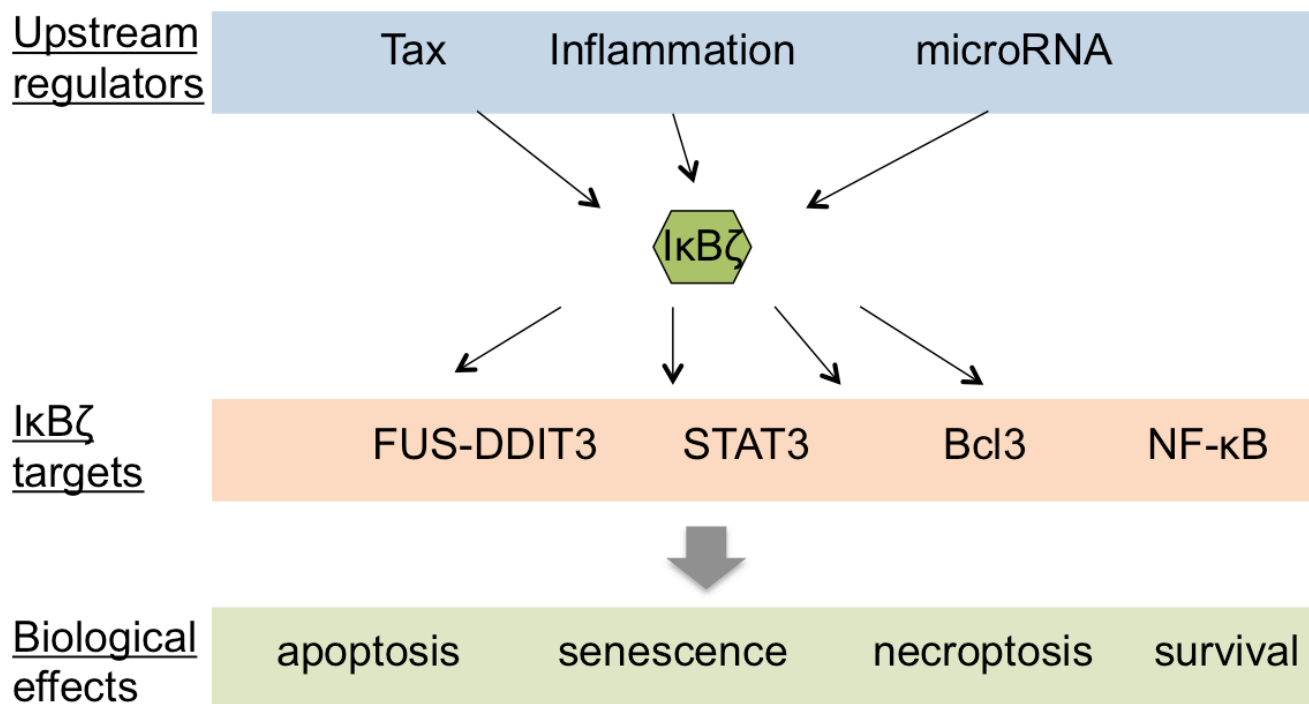 Upstream
regulators
Tax Inflammation microRNA
IκBζ
IκBζ
targets
FUS-DDIT3 STAT3 Bcl3 NF-κB
Biological
effects
apoptosis senescence necroptosis survival